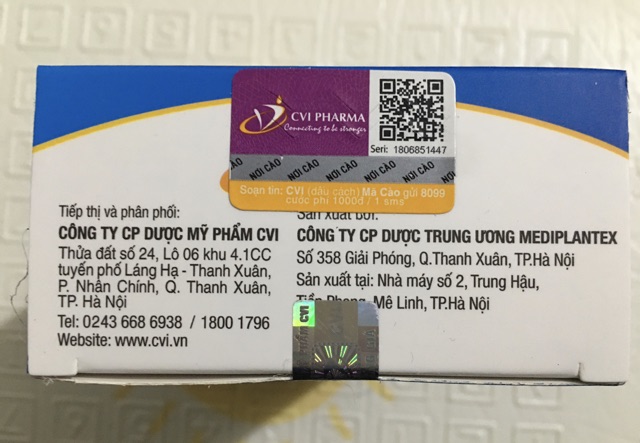 CVI PHARMA
Connecting to be stronger
Seri: 1806851447
NƠI CÀO NƠI CÀO NƠI CÀO NƠI CÀO
Soạn tin: CVI (dấu cách) Mã Cào gửi 8099
cước phí 1000đ / 1 sms
Tiếp thị và phân phối:
CÔNG TY CP DƯỢC MỸ PHẨM CVI
Thửa đất số 24, Lô 06 khu 4.1CC
tuyến phố Láng Hạ - Thanh Xuân,
P. Nhân Chính, Q. Thanh Xuân,
TP. Hà Nội
Tel: 0243 668 6938 / 1800 1796
Website: www.cvi.vn
Sản xuất bởi:
CÔNG TY CP DƯỢC TRUNG ƯƠNG MEDIPLANTEX
Số 358 Giải Phóng, Q.Thanh Xuân, TP.Hà Nội
Sản xuất tại: Nhà máy số 2, Trung Hậu,
Tiền Phong, Mê Linh, TP.Hà Nội
CVI